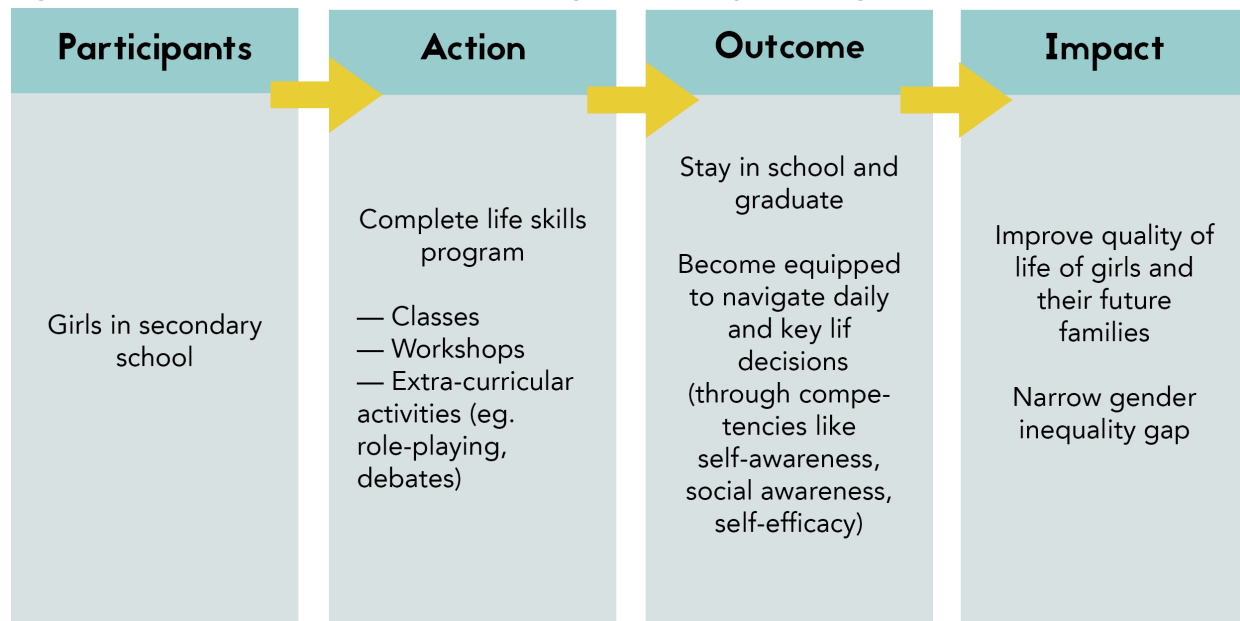 Participants
Girls in secondary
school
Action
Complete life skills
program
— Classes
— Workshops
— Extra-curricular
activities (eg.
role-playing,
debates)
Outcome
Stay in school and
graduate
Become equipped
to navigate daily
and key lif
decisions
(through compe-
tencies like
self-awareness,
social awareness,
self-efficacy)
Impact
Improve quality of
life of girls and
their future
families
Narrow gender
inequality gap